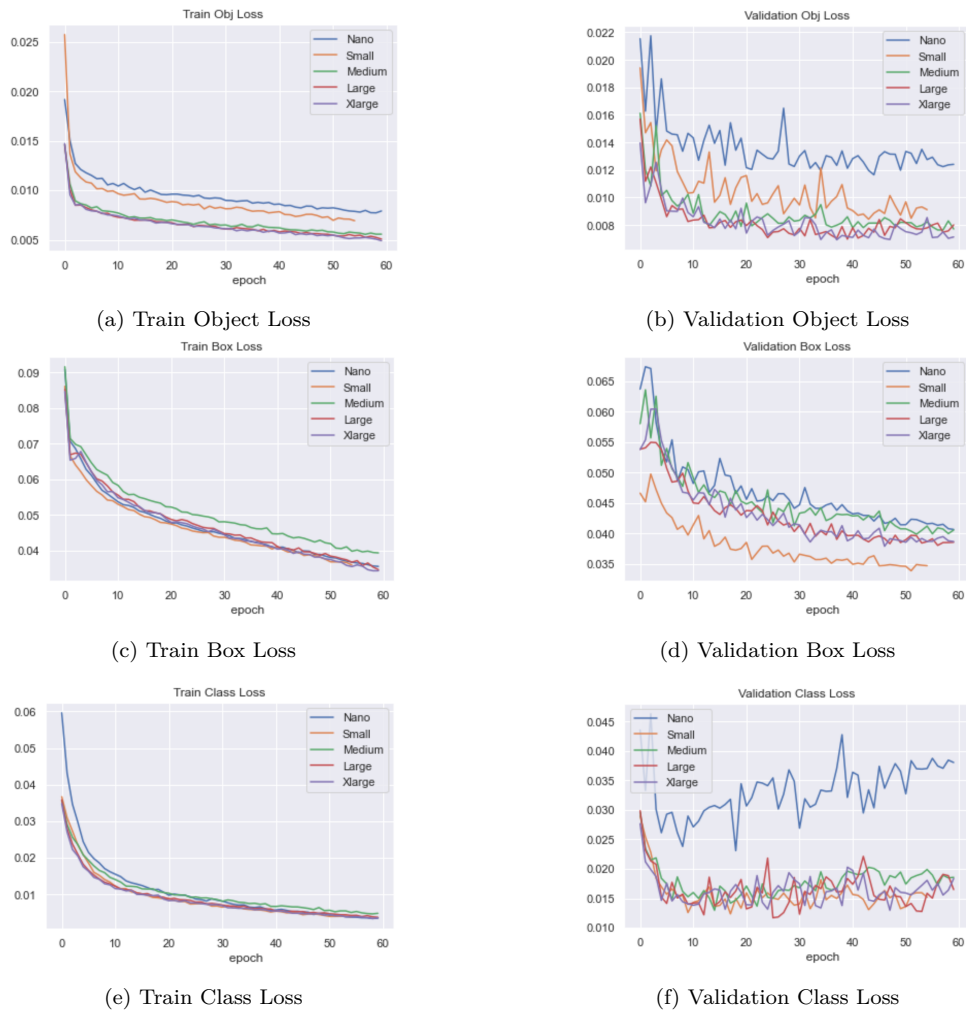 Train Obj Loss
0.025
0.020
0.015
0.010
0.005
Nano
Small
Medium
Large
Xlarge
0 10 20 30 40 50 60
epoch
(a) Train Object Loss
Validation Obj Loss
0.022
0.020
0.018
0.016
0.014
0.012
0.010
0.008
Nano
Small
Medium
Large
Xlarge
0 10 20 30 40 50 60
epoch
(b) Validation Object Loss
Train Box Loss
0.09
0.08
0.07
0.06
0.05
0.04
Nano
Small
Medium
Large
Xlarge
0 10 20 30 40 50 60
epoch
(c) Train Box Loss
Validation Box Loss
0.065
0.060
0.055
0.050
0.045
0.040
0.035
Nano
Small
Medium
Large
Xlarge
0 10 20 30 40 50 60
epoch
(d) Validation Box Loss
Train Class Loss
0.06
0.05
0.04
0.03
0.02
0.01
Nano
Small
Medium
Large
Xlarge
0 10 20 30 40 50 60
epoch
(e) Train Class Loss
Validation Class Loss
0.045
0.040
0.035
0.030
0.025
0.020
0.015
0.010
Nano
Small
Medium
Large
Xlarge
0 10 20 30 40 50 60
epoch
(f) Validation Class Loss